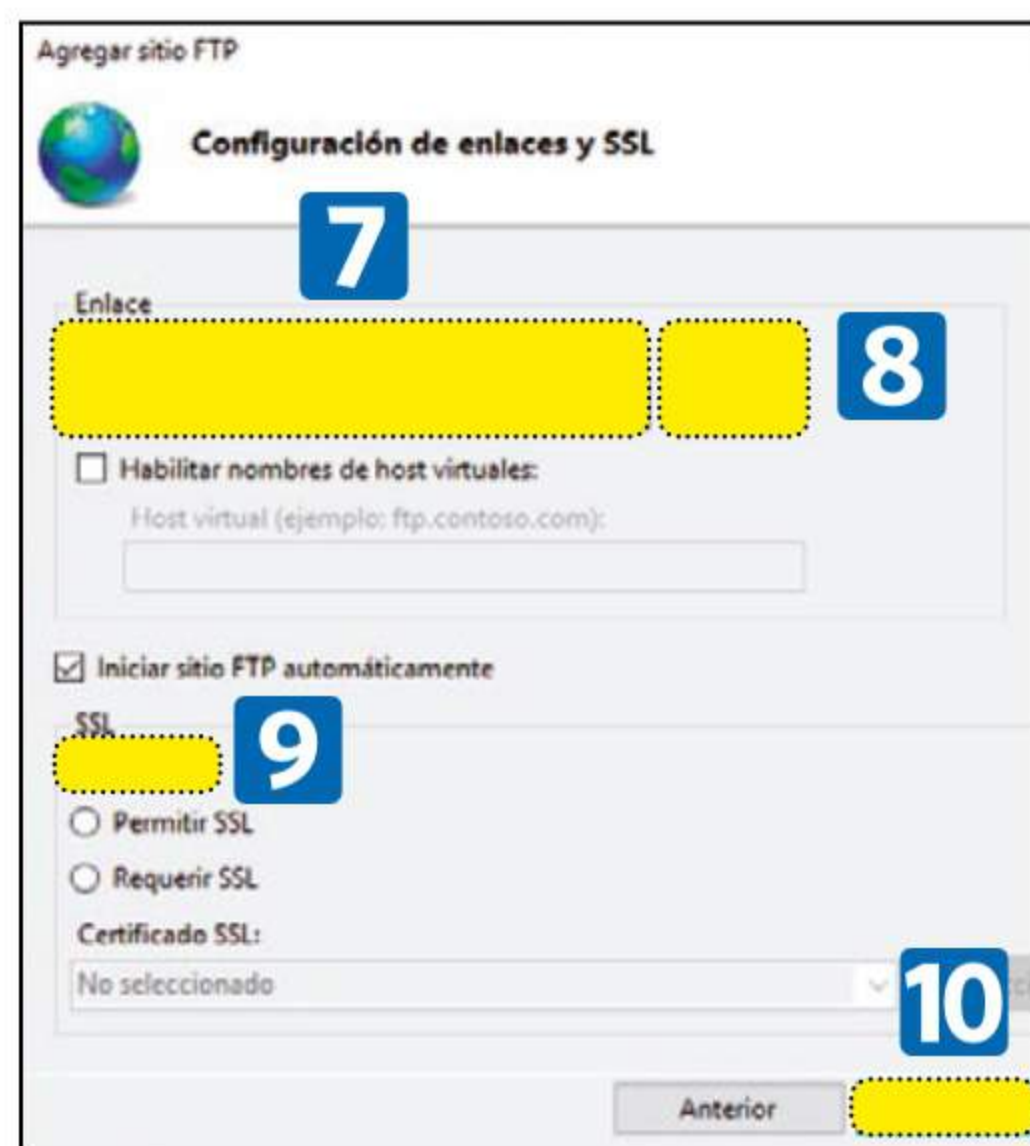 Agregar sitio FTP
Configuración de enlaces y SSL
7
Enlace
8
Habilitar nombres de host virtuales:
Host virtual (ejemplo: ftp.contoso.com):
Iniciar sitio FTP automáticamente
SSL
9
Permitir SSL
Requerir SSL
Certificado SSL:
No seleccionado
10
Anterior